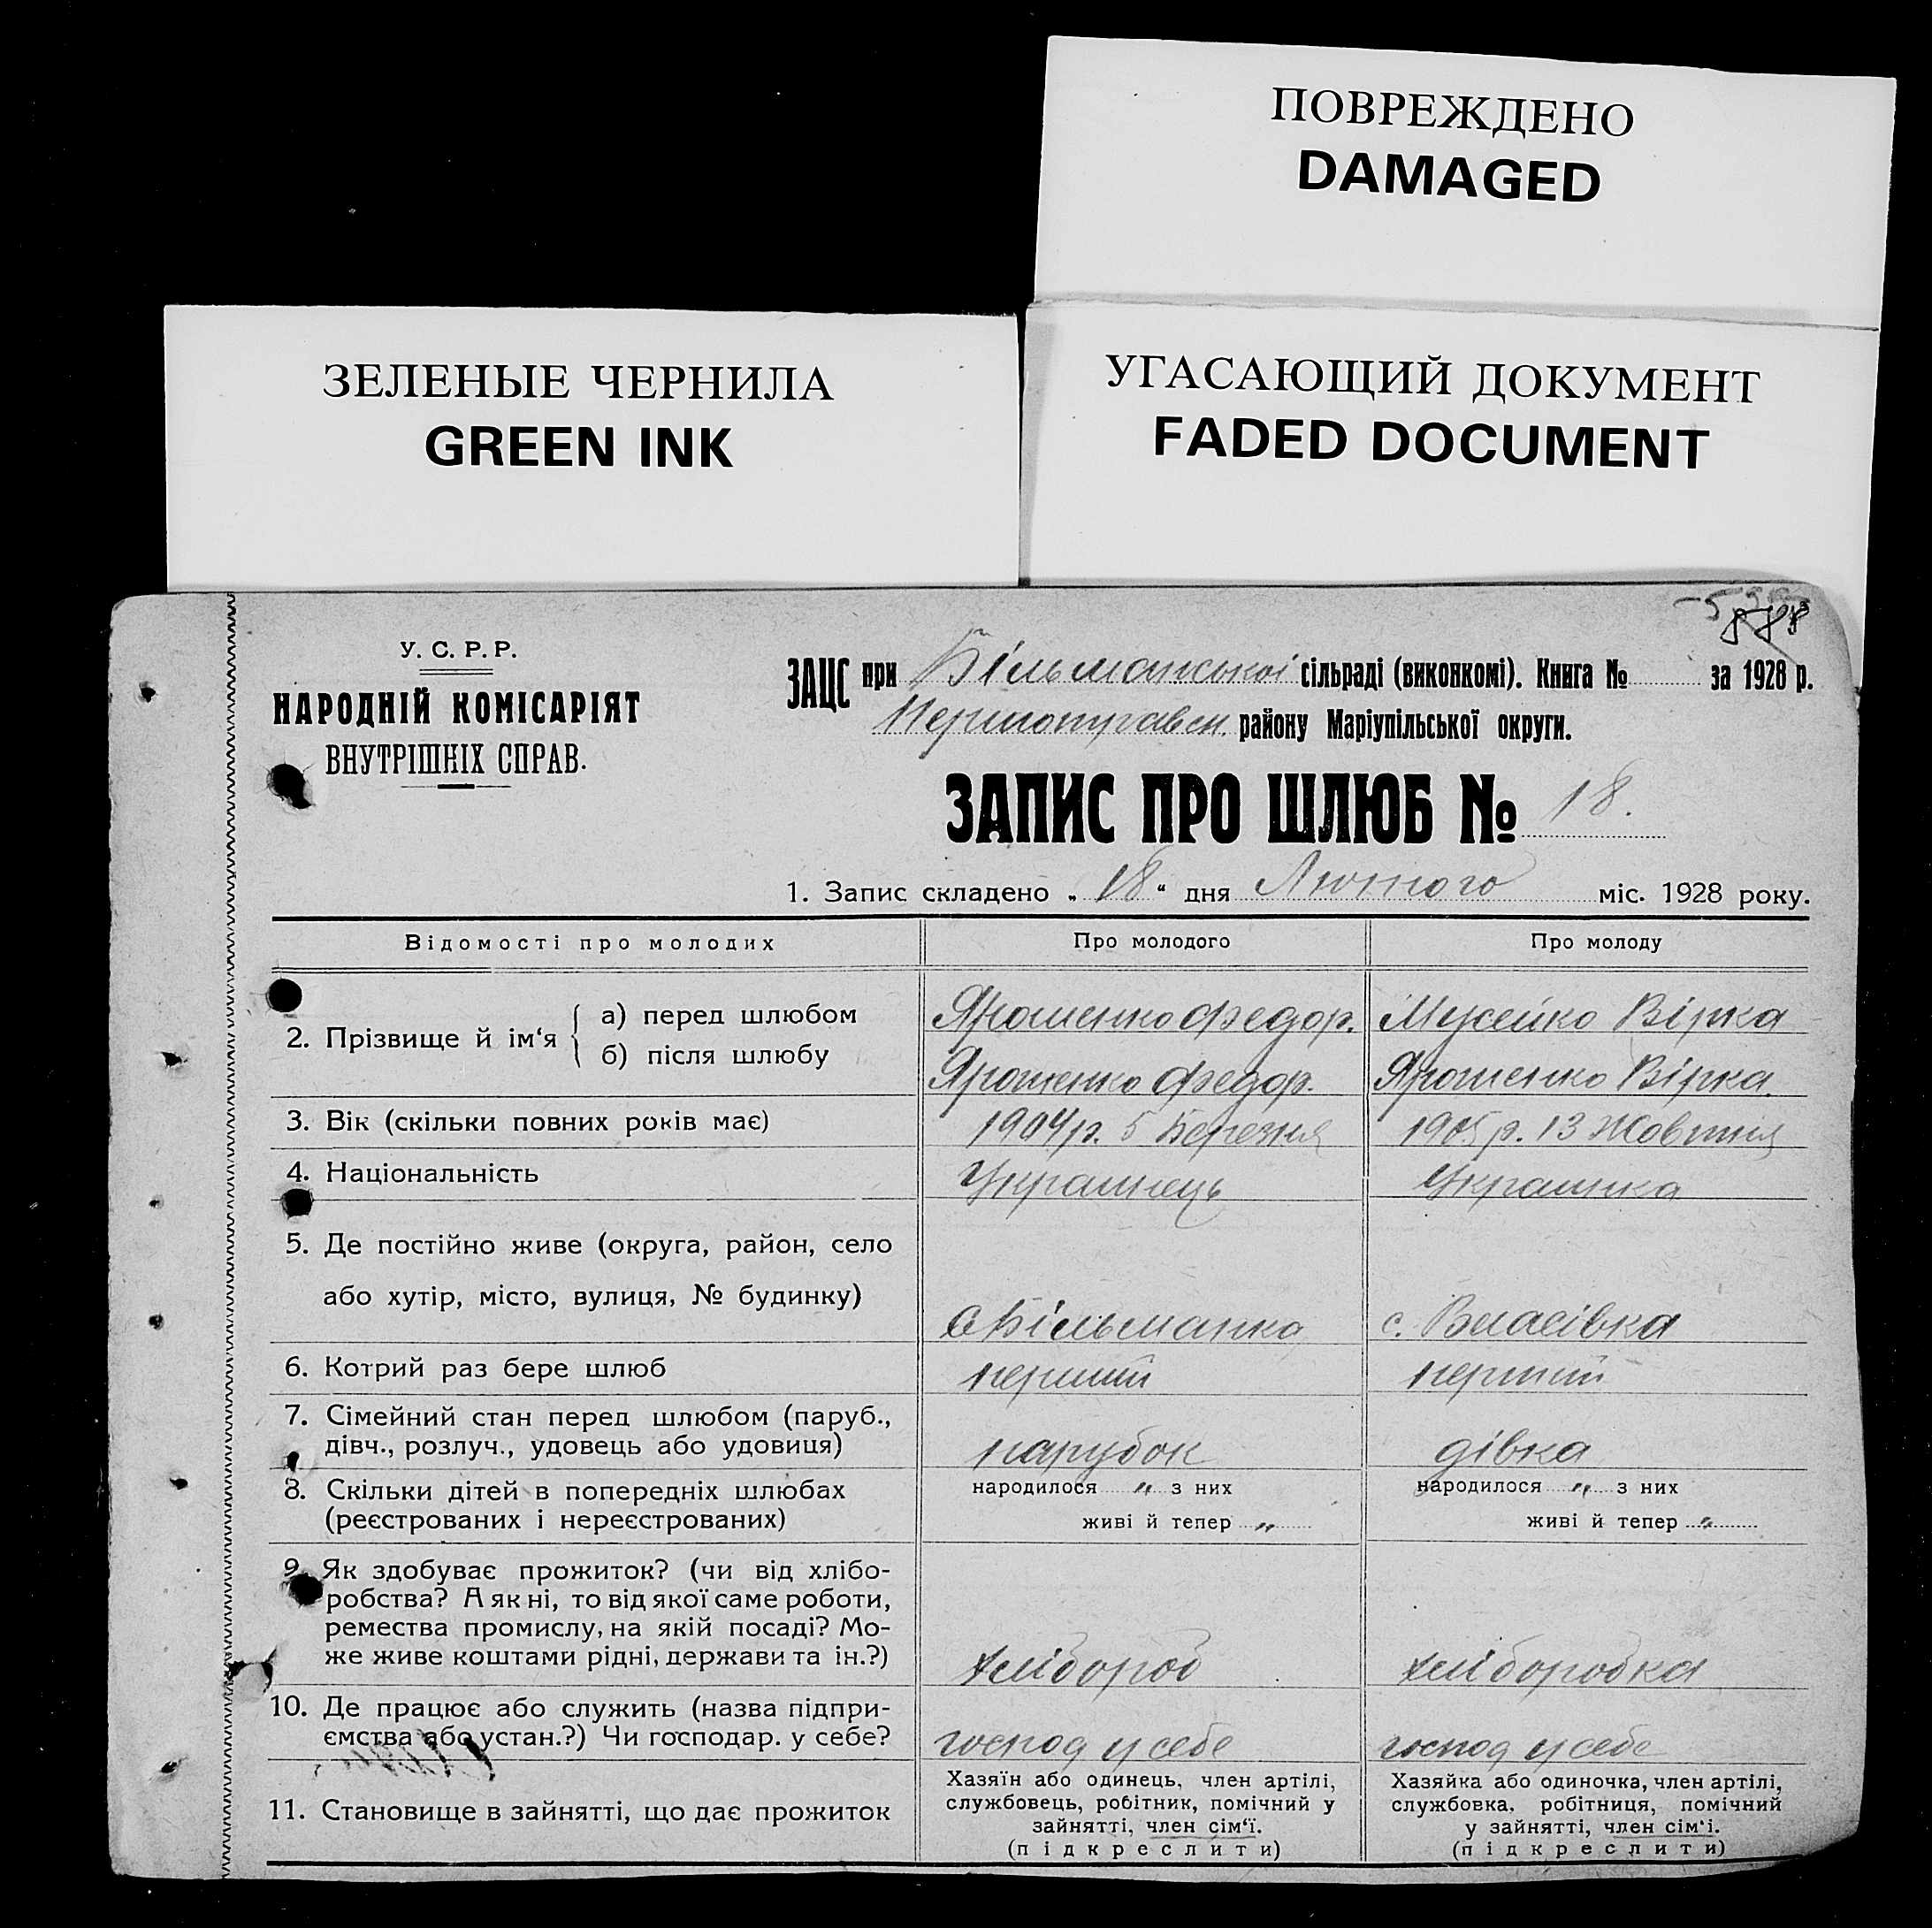 ПОВРЕЖДЕНО
DAMAGED
ЗЕЛЕНЫЕ ЧЕРНИЛА
GREEN INK
УГАСАЮЩИЙ ДОКУМЕНТ
FADED DOCUMENT
888
У. С. Р. Р.
НАРОДНІЙ КОМІСАРІЯТ
ВНУТРІШНІХ СПРАВ.
ЗАЦС при Більманської сільраді (виконкомі). Книга № за 1928 р.
Першотравен. району Маріупільської округи.
ЗАПИС ПРО ШЛЮБ № 18.
1. Запис складено „ 18 “ дня Лютого міс. 1928 року.
Відомості про молодих Про молодого Про молоду
2. Прізвище й ім‘я { а) перед шлюбом Ярошенко Федор. Мусейко Вірка
б) після шлюбу Ярошенко Федор. Ярошенко Вірка.
3. Вік (скільки повних років має) 1904 р. 5 Березня 1905 р. 13 Жовтня
4. Національність Украинець Украинка
5. Де постійно живе (округа, район, село
або хутір, місто, вулиця, № будинку) с Більманка с. Власівка
6. Котрий раз бере шлюб перший перший
7. Сімейний стан перед шлюбом (паруб.,
дівч., розлуч., удовець або удовиця) парубок дівка
8. Скільки дітей в попередніх шлюбах народилося „ з них народилося „ з них
(реєстрованих і нереєстрованих) живі й тепер „ живі й тепер „
9. Як здобуває прожиток? (чи від хлібо-
робства? А як ні, то від якої саме роботи,
ремества промислу, на якій посаді? Мо-
же живе коштами рідні, держави та ін.?) хлібороб хліборобка
10. Де працює або служить (назва підпри-
ємства або устан.?) Чи господар. у себе? господ у себе господ у себе
11. Становище в зайнятті, що дає прожиток
Хазяїн або одинець, член артілі,
службовець, робітник, помічний у
зайнятті, член сім‘ї.
(підкреслити)
Хазяйка або одиночка, член артілі,
службовка, робітниця, помічний
у зайнятті, член сім‘і.
(підкреслити)